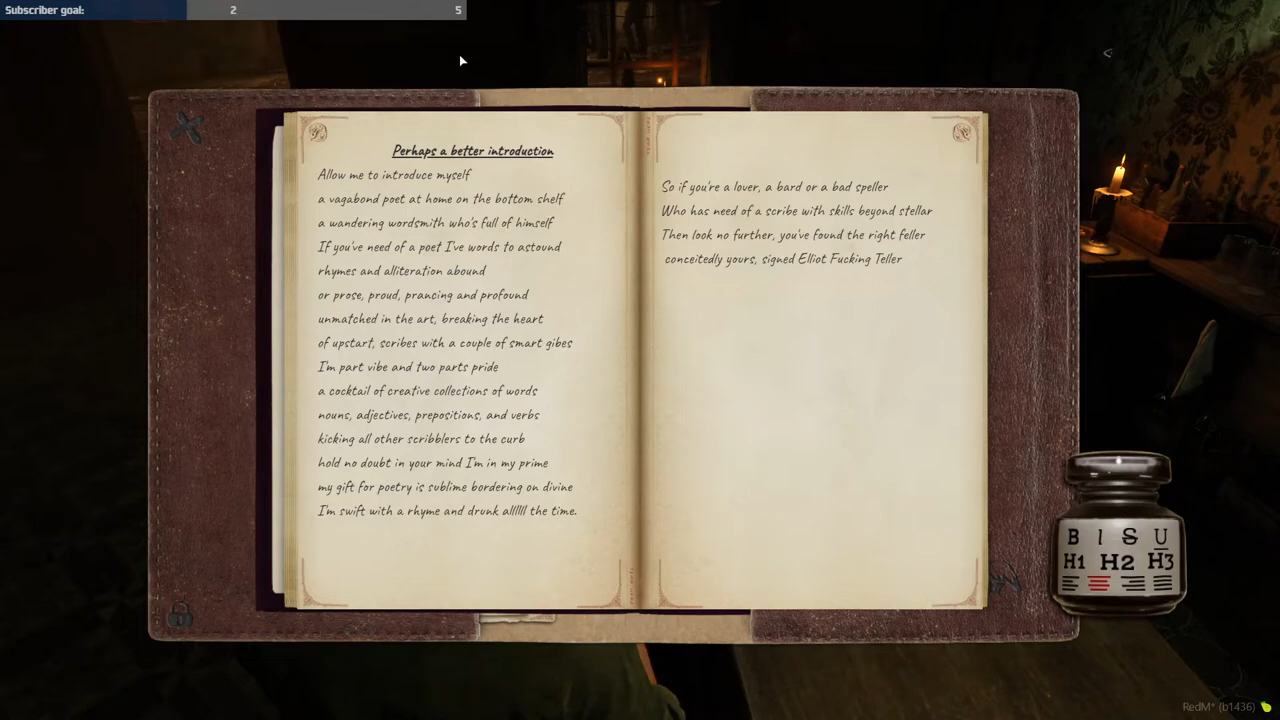 Subscriber goal: 2 5
Perhaps a better introduction
Allow me to introduce myself
a vagabond poet at home on the bottom shelf
a wandering wordsmith who's full of himself
If you've need of a poet I've words to astound
rhymes and alliteration abound
or prose, proud, prancing and profound
unmatched in the art, breaking the heart
of upstart, scribes with a couple of smart gibes
I'm part vibe and two parts pride
a cocktail of creative collections of words
nouns, adjectives, prepositions, and verbs
kicking all other scribblers to the curb
hold no doubt in your mind I'm in my prime
my gift for poetry is sublime bordering on divine
I'm swift with a rhyme and drunk alllllll the time.
So if you're a lover, a bard or a bad speller
Who has need of a scribe with skills beyond stellar
Then look no further, you've found the right feller
conceitedly yours, signed Elliot Fucking Teller
B I S U
H1 H2 H3
RedM* (b1436)